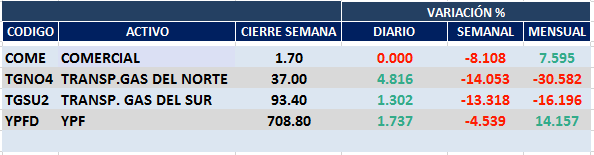 VARIACIÓN %
CODIGO ACTIVO CIERRE SEMANA DIARIO SEMANAL MENSUAL
COME COMERCIAL 1.70 0.000 -8.108 7.595
TGNO4 TRANSP.GAS DEL NORTE 37.00 4.816 -14.053 -30.582
TGSU2 TRANSP. GAS DEL SUR 93.40 1.302 -13.318 -16.196
YPFD YPF 708.80 1.737 -4.539 14.157